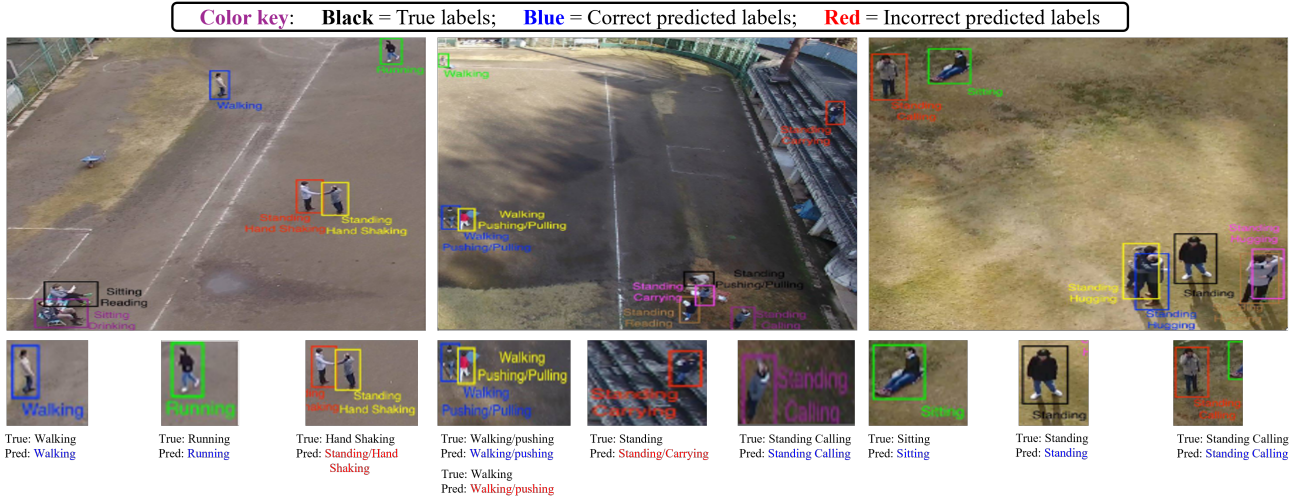 Color key: Black = True labels; Blue = Correct predicted labels; Red = Incorrect predicted labels
Running
Walking
Standing
Hand Shaking
Standing
Hand Shaking
Sitting
Reading
Sitting
Drinking
Walking
Standing
Carrying
Walking
Pushing/Pulling
Walking
Pushing/Pulling
Standing
Pushing/Pulling
Standing
Carrying
Standing
Reading
Standing
Calling
Sitting
Standing
Calling
Standing
Hugging
Standing
Hugging
Standing
Standing
Hugging
Walking
Running
Standing
Hand Shaking
Walking
Pushing/Pulling
Walking
Pushing/Pulling
Standing
Carrying
Standing
Calling
Sitting
Standing
Standing
Calling
True: Walking
Pred: Walking
True: Running
Pred: Running
True: Hand Shaking
Pred: Standing/Hand
Shaking
True: Walking/pushing
Pred: Walking/pushing
True: Walking
Pred: Walking/pushing
True: Standing
Pred: Standing/Carrying
True: Standing Calling
Pred: Standing Calling
True: Sitting
Pred: Sitting
True: Standing
Pred: Standing
True: Standing Calling
Pred: Standing Calling